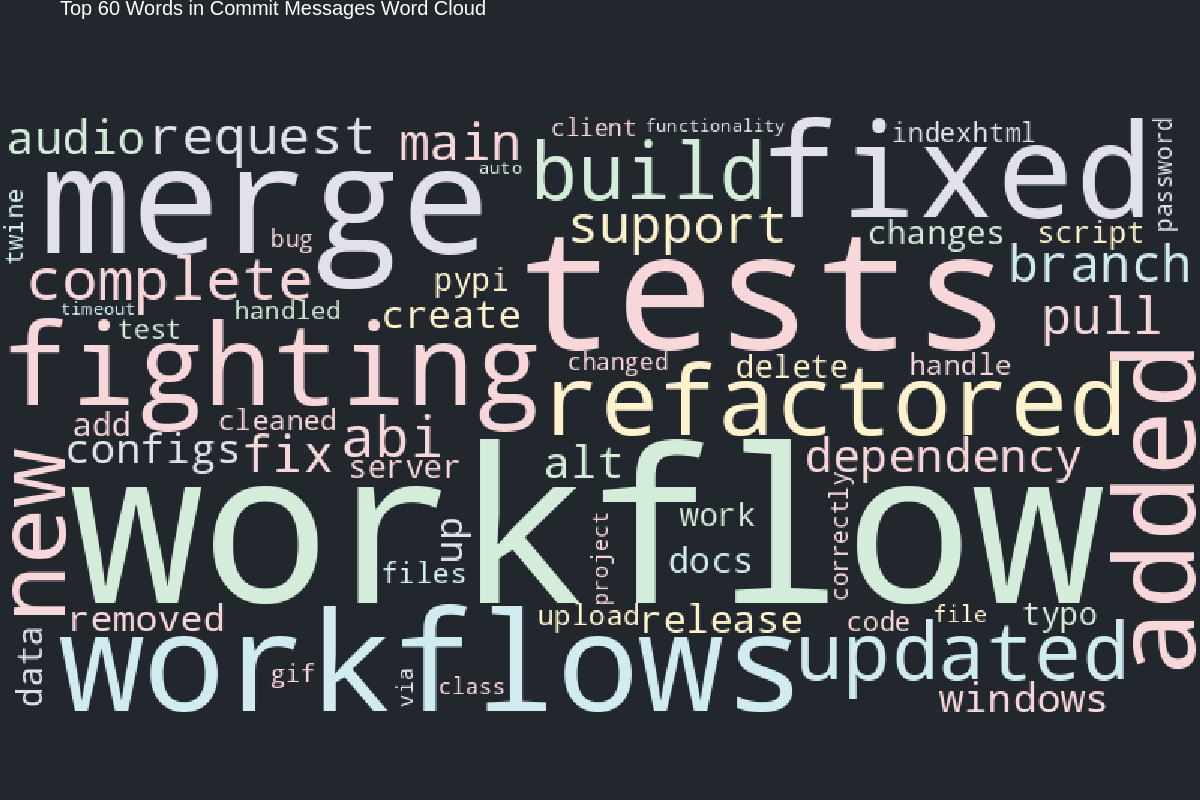 Top 60 Words in Commit Messages Word Cloud
audio
request
main
client
functionality
fixed
indexhtml
password
merge
auto
build
twine
bug
support
changes
script
tests
branch
complete
pypi
timeout
handled
create
pull
test
fighting
changed
delete
handle
refactored
added
add
cleaned
configs
fix
abi
server
alt
dependency
new
workflow
up
files
project
work
docs
correctly
removed
upload
release
code
file
typo
data
workflows
gif
via
class
updated
windows